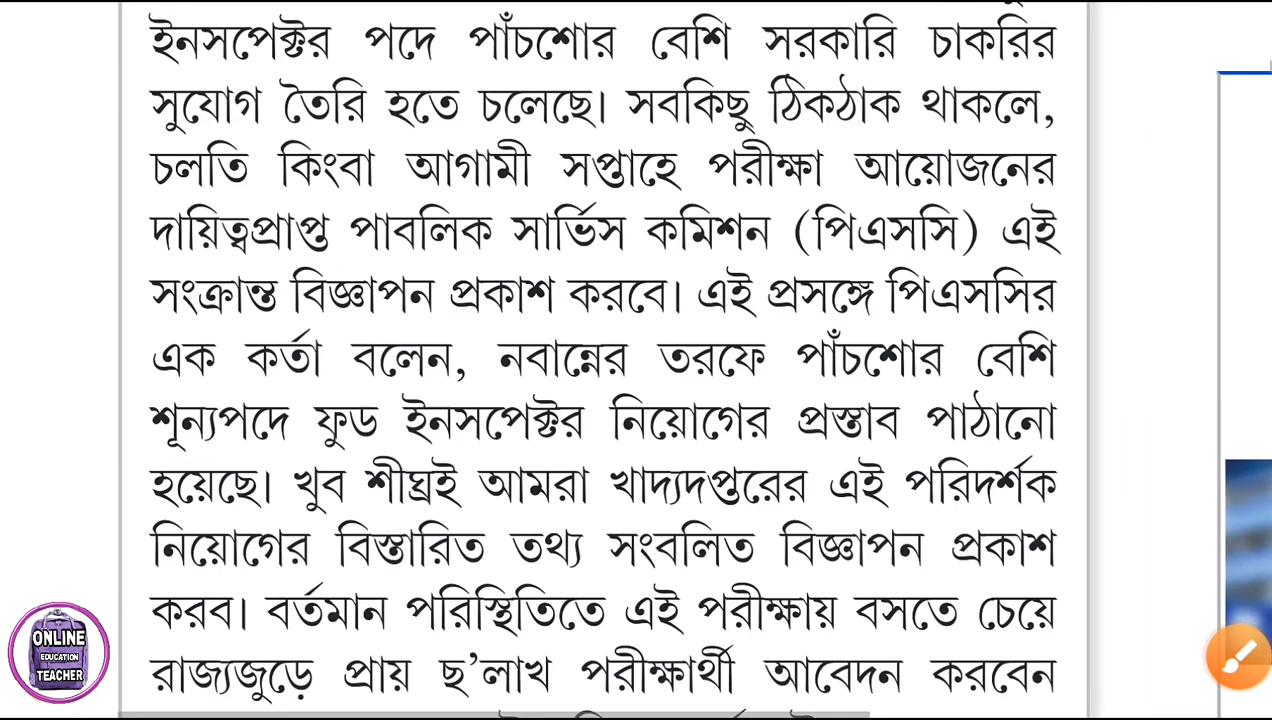 ইনসপেক্টর পদে পাঁচশোর বেশি সরকারি চাকরির
সুযোগ তৈরি হতে চলেছে। সবকিছু ঠিকঠাক থাকলে,
চলতি কিংবা আগামী সপ্তাহে পরীক্ষা আয়োজনের
দায়িত্বপ্রাপ্ত পাবলিক সার্ভিস কমিশন (পিএসসি) এই
সংক্রান্ত বিজ্ঞাপন প্রকাশ করবে। এই প্রসঙ্গে পিএসসির
এক কর্তা বলেন, নবান্নের তরফে পাঁচশোর বেশি
শূন্যপদে ফুড ইনসপেক্টর নিয়োগের প্রস্তাব পাঠানো
হয়েছে। খুব শীঘ্রই আমরা খাদ্যদপ্তরের এই পরিদর্শক
নিয়োগের বিস্তারিত তথ্য সংবলিত বিজ্ঞাপন প্রকাশ
করব। বর্তমান পরিস্থিতিতে এই পরীক্ষায় বসতে চেয়ে
রাজ্যজুড়ে প্রায় ছ’লাখ পরীক্ষার্থী আবেদন করবেন
ONLINE
EDUCATION
TEACHER